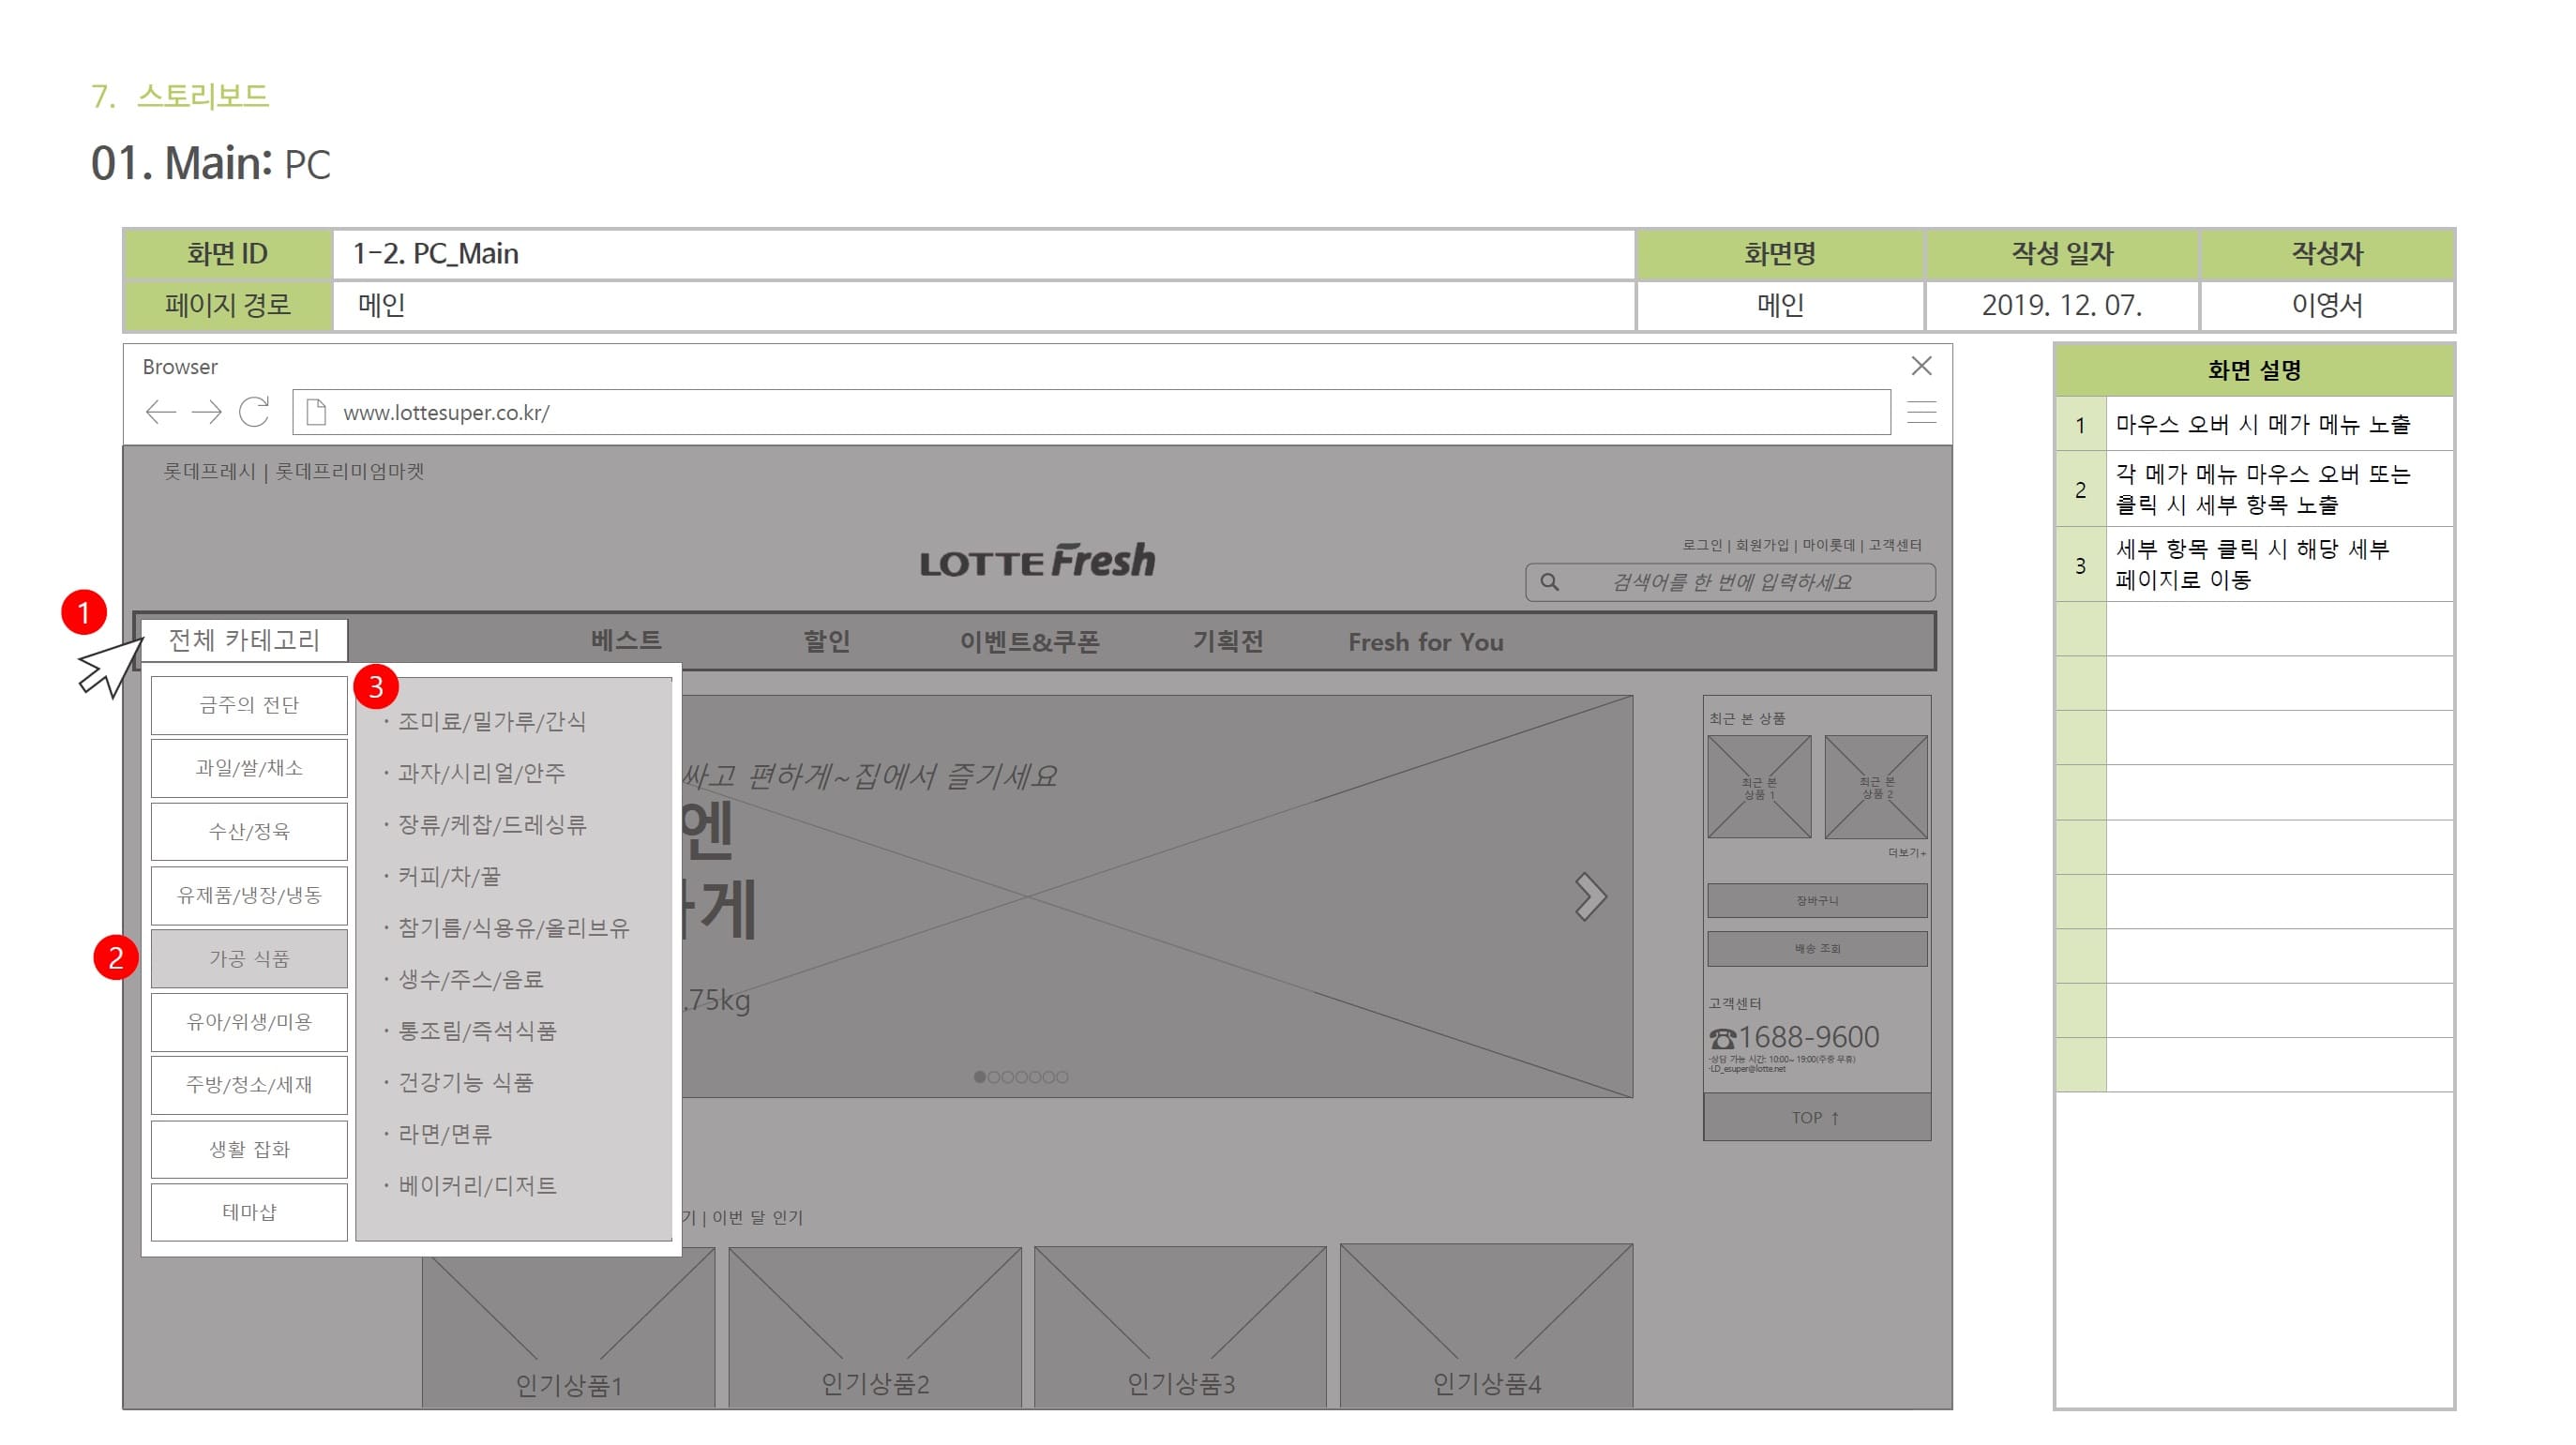 7. 스토리보드
01. Main: PC
화면 ID
1-2. PC_Main
화면명
작성 일자
작성자
페이지 경로
메인
메인
2019. 12. 07.
이영서
Browser
www.lottesuper.co.kr/
롯데프레시 | 롯데프리미엄마켓
LOTTE Fresh
로그인 | 회원가입 | 마이롯데 | 고객센터
검색어를 한 번에 입력하세요
1
전체 카테고리
베스트
할인
이벤트&쿠폰
기획전
Fresh for You
금주의 전단
과일/쌀/채소
수산/정육
유제품/냉장/냉동
2
가공 식품
유아/위생/미용
주방/청소/세재
생활 잡화
테마샵
3
· 조미료/밀가루/간식
· 과자/시리얼/안주
· 장류/케찹/드레싱류
· 커피/차/꿀
· 참기름/식용유/올리브유
· 생수/주스/음료
· 통조림/즉석식품
· 건강기능 식품
· 라면/면류
· 베이커리/디저트
싸고 편하게~집에서 즐기세요
엔
게
.75kg
기 | 이번 달 인기
인기상품1
인기상품2
인기상품3
인기상품4
최근 본 상품
최근 본
상품 1
최근 본
상품 2
더보기+
장바구니
배송 조회
고객센터
☎1688-9600
-상담 가능 시간: 10:00~ 19:00(주중 무휴)
-LD_esuper@lotte.net
TOP ↑
화면 설명
1 마우스 오버 시 메가 메뉴 노출
2 각 메가 메뉴 마우스 오버 또는
클릭 시 세부 항목 노출
3 세부 항목 클릭 시 해당 세부
페이지로 이동